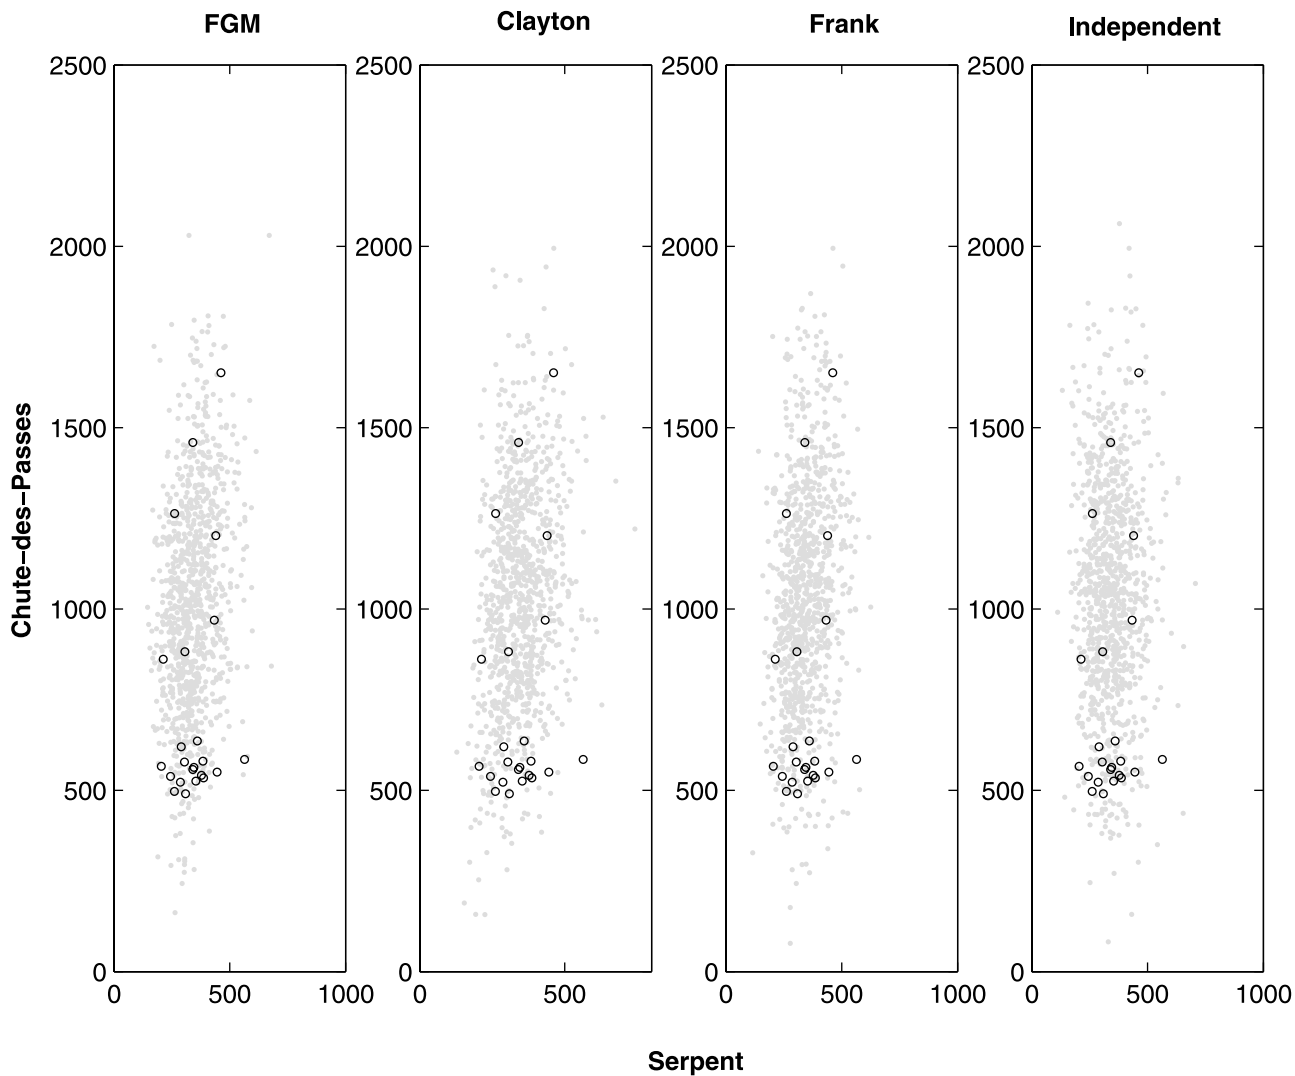 FGM Clayton Frank Independent
2500 2500 2500 2500
2000 2000 2000 2000
1500 1500 1500 1500
Chute–des–Passes
1000 1000 1000 1000
500 500 500 500
0 0 0 0
0 500 1000 0 500 0 500 1000 0 500 1000
Serpent